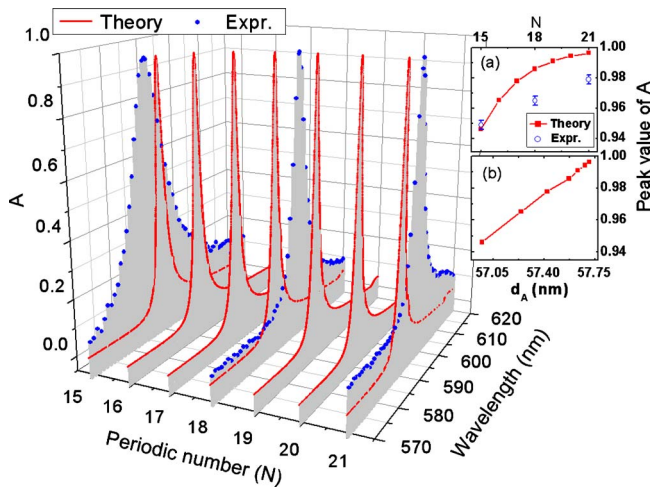 Theory Expr.
1.0
0.8
0.6
0.4
0.2
0.0
A
15
16
17
18
19
20
21
Periodic number (N)
570
580
590
600
610
620
Wavelength (nm)
N
15 18 21
(a)
1.00
0.98
0.96
0.94
Theory
Expr.
Peak value of A
(b)
1.00
0.98
0.96
0.94
57.05 57.40 57.75
dA (nm)